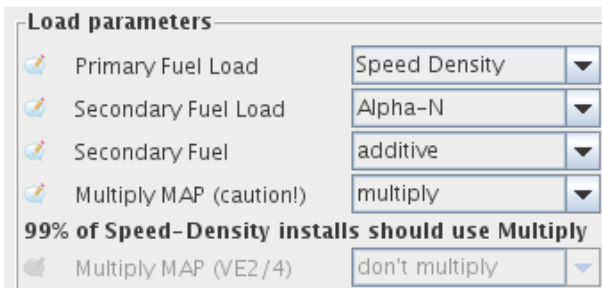 Load parameters
Primary Fuel Load Speed Density
Secondary Fuel Load Alpha-N
Secondary Fuel additive
Multiply MAP (caution!) multiply
99% of Speed-Density installs should use Multiply
Multiply MAP (VE2/4) don't multiply